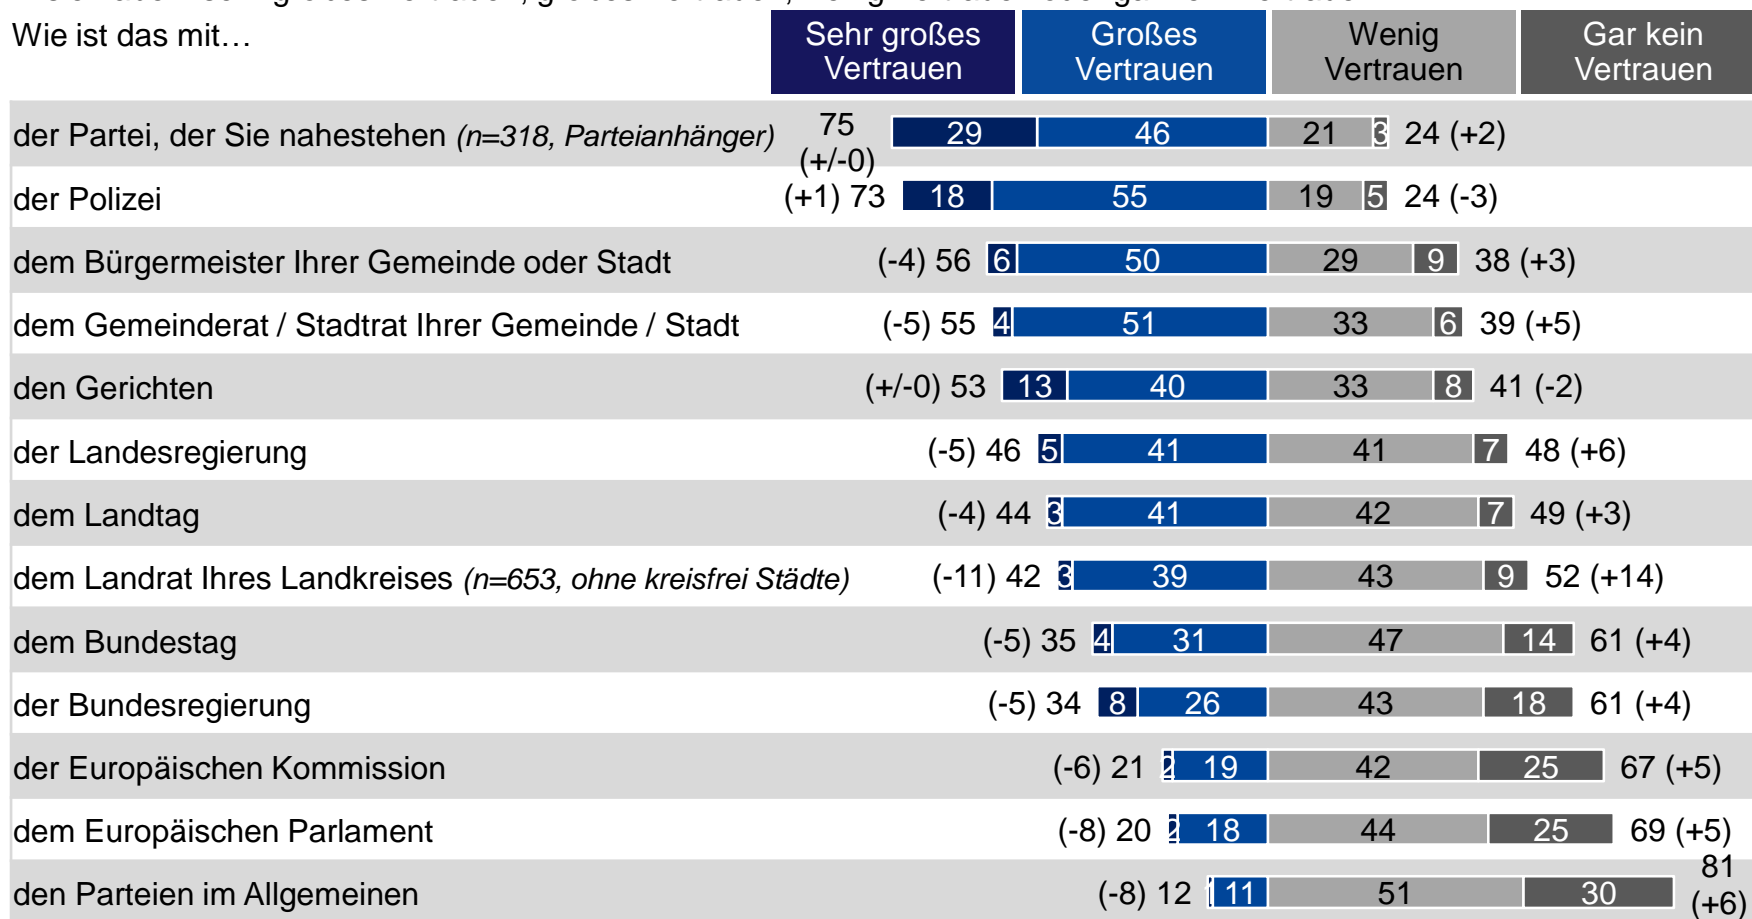 Wie ist das mit…
Sehr großes Vertrauen
Großes Vertrauen
Wenig Vertrauen
Gar kein Vertrauen
der Partei, der Sie nahestehen (n=318, Parteianhänger) 75 (+/-0) 29 46 21 3 24 (+2)
der Polizei (+1) 73 18 55 19 5 24 (-3)
dem Bürgermeister Ihrer Gemeinde oder Stadt (-4) 56 6 50 29 9 38 (+3)
dem Gemeinderat / Stadtrat Ihrer Gemeinde / Stadt (-5) 55 4 51 33 6 39 (+5)
den Gerichten (+/-0) 53 13 40 33 8 41 (-2)
der Landesregierung (-5) 46 5 41 41 7 48 (+6)
dem Landtag (-4) 44 3 41 42 7 49 (+3)
dem Landrat Ihres Landkreises (n=653, ohne kreisfrei Städte) (-11) 42 3 39 43 9 52 (+14)
dem Bundestag (-5) 35 4 31 47 14 61 (+4)
der Bundesregierung (-5) 34 8 26 43 18 61 (+4)
der Europäischen Kommission (-6) 21 2 19 42 25 67 (+5)
dem Europäischen Parlament (-8) 20 2 18 44 25 69 (+5)
den Parteien im Allgemeinen (-8) 12 1 11 51 30 81 (+6)